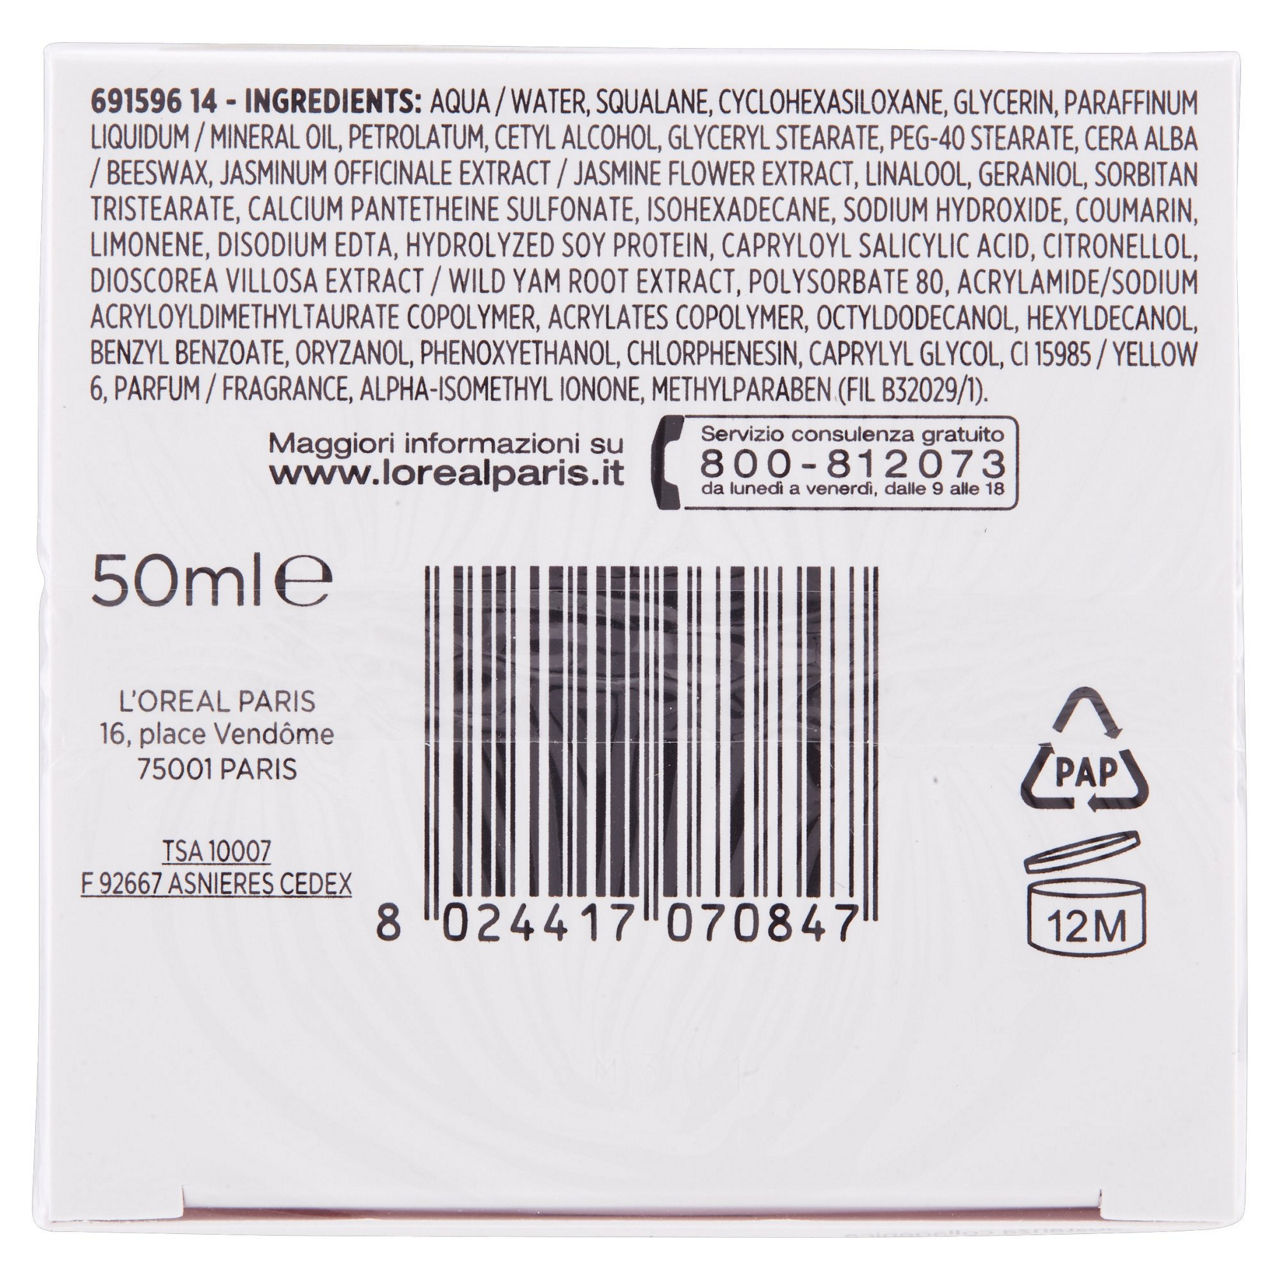 691596 14 - INGREDIENTS: AQUA / WATER, SQUALANE, CYCLOHEXASILOXANE, GLYCERIN, PARAFFINUM
LIQUIDUM / MINERAL OIL, PETROLATUM, CETYL ALCOHOL, GLYCERYL STEARATE, PEG-40 STEARATE, CERA ALBA
/ BEESWAX, JASMINUM OFFICINALE EXTRACT / JASMINE FLOWER EXTRACT, LINALOOL, GERANIOL, SORBITAN
TRISTEARATE, CALCIUM PANTETHEINE SULFONATE, ISOHEXADECANE, SODIUM HYDROXIDE, COUMARIN,
LIMONENE, DISODIUM EDTA, HYDROLYZED SOY PROTEIN, CAPRYLOYL SALICYLIC ACID, CITRONELLOL,
DIOSCOREA VILLOSA EXTRACT / WILD YAM ROOT EXTRACT, POLYSORBATE 80, ACRYLAMIDE/SODIUM
ACRYLOYLDIMETHYLTAURATE COPOLYMER, ACRYLATES COPOLYMER, OCTYLDODECANOL, HEXYLDECANOL,
BENZYL BENZOATE, ORYZANOL, PHENOXYETHANOL, CHLORPHENESIN, CAPRYLYL GLYCOL, CI 15985 / YELLOW
6, PARFUM / FRAGRANCE, ALPHA-ISOMETHYL IONONE, METHYLPARABEN (FIL B32029/1).
Maggiori informazioni su
www.lorealparis.it
Servizio consulenza gratuito
800-812073
da lunedì a venerdì, dalle 9 alle 18
50ml e
L'OREAL PARIS
16, place Vendôme
75001 PARIS
TSA 10007
F 92667 ASNIERES CEDEX
8 024417 070847
PAP
12M